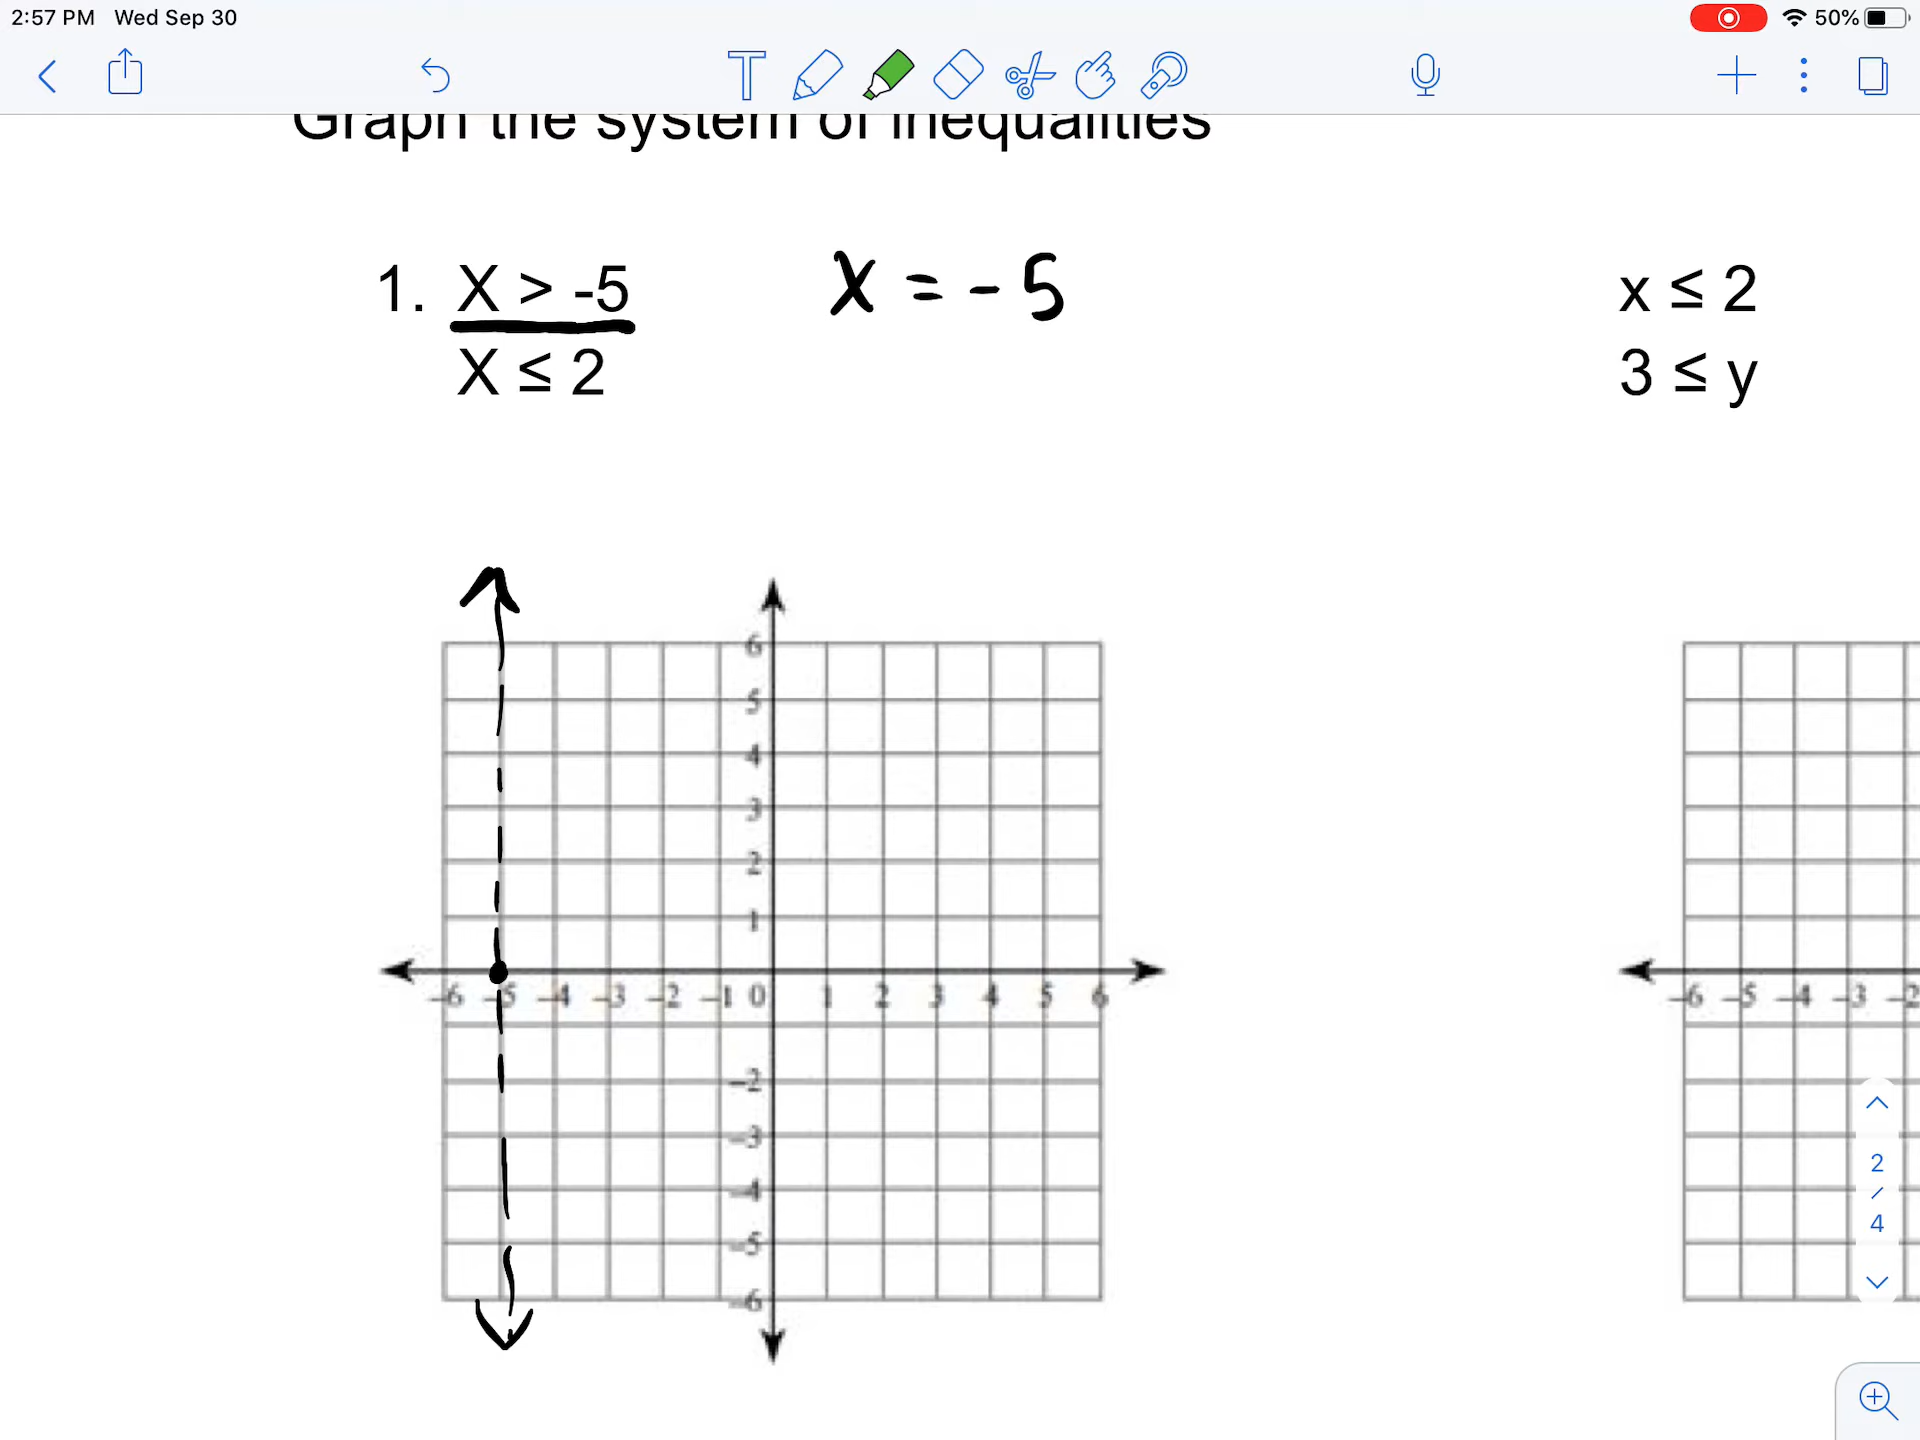 2:57 PM Wed Sep 30
50%
Graph the system of inequalities
1. X > -5
X ≤ 2
x = - 5
x ≤ 2
3 ≤ y
6
5
4
3
2
1
-6 -5 -4 -3 -2 -1 0 1 2 3 4 5 6
-2
-3
-4
-5
-6
-6 -5 -4 -3 -2
2
/
4